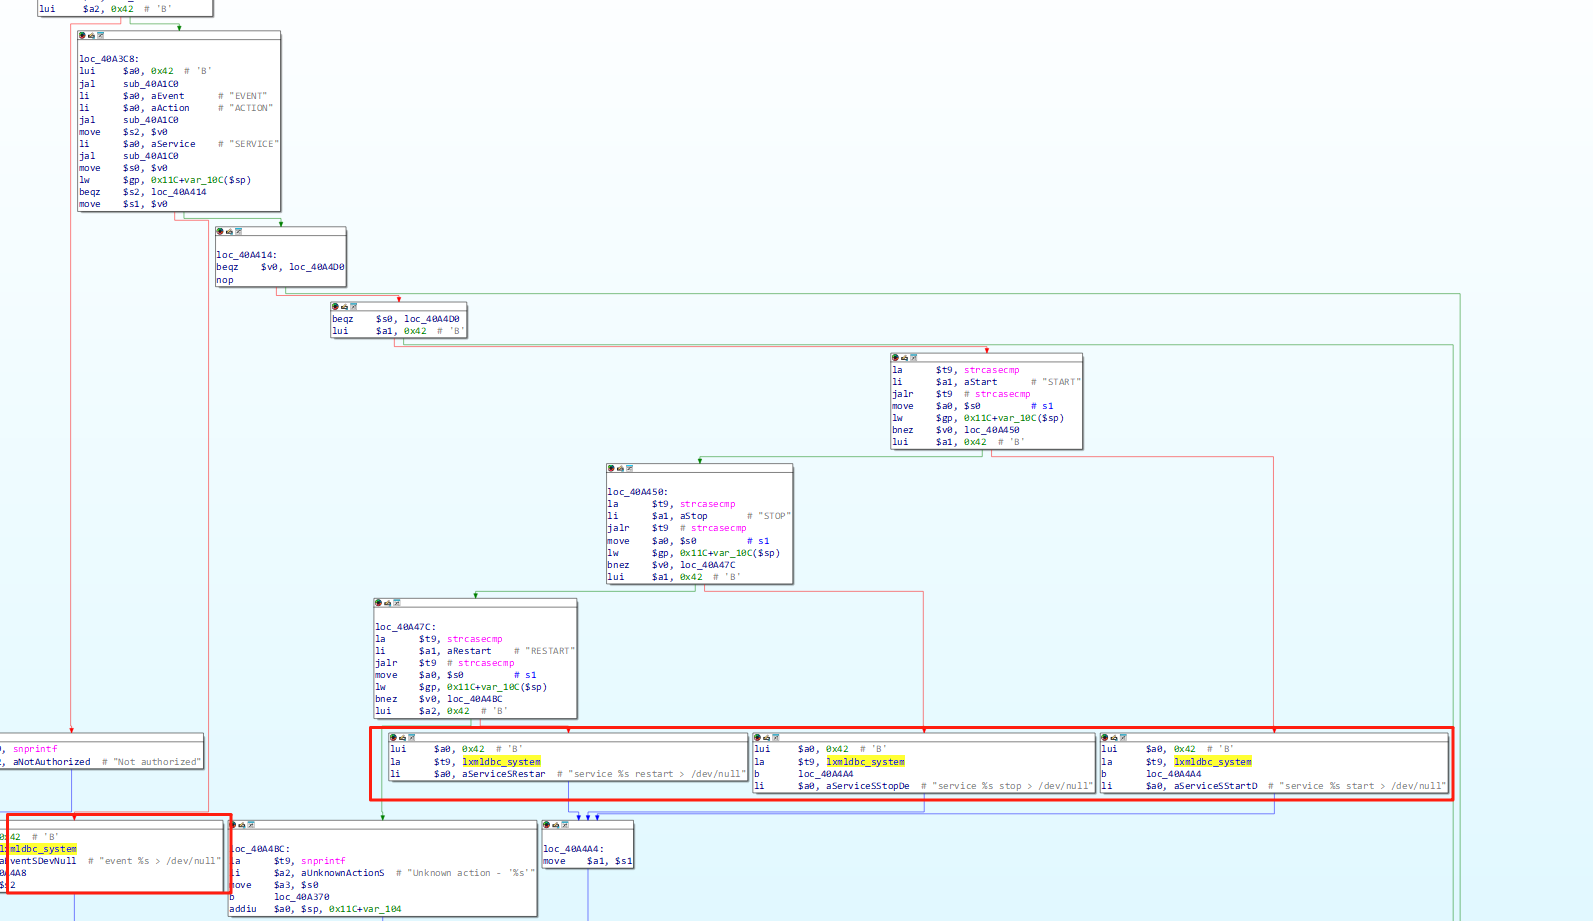 lui $a2, 0x42 # 'B'
loc_40A3C8:
lui $a0, 0x42 # 'B'
jal sub_40A1C0
li $a0, aEvent # "EVENT"
li $a0, aAction # "ACTION"
jal sub_40A1C0
move $s2, $v0
li $a0, aService # "SERVICE"
jal sub_40A1C0
move $s0, $v0
lw $gp, 0x11C+var_10C($sp)
beqz $s2, loc_40A414
move $s1, $v0
loc_40A414:
beqz $v0, loc_40A4D0
nop
beqz $s0, loc_40A4D0
lui $a1, 0x42 # 'B'
la $t9, strcasecmp
li $a1, aStart # "START"
jalr $t9 # strcasecmp
move $a0, $s0 # s1
lw $gp, 0x11C+var_10C($sp)
bnez $v0, loc_40A450
lui $a1, 0x42 # 'B'
loc_40A450:
la $t9, strcasecmp
li $a1, aStop # "STOP"
jalr $t9 # strcasecmp
move $a0, $s0 # s1
lw $gp, 0x11C+var_10C($sp)
bnez $v0, loc_40A47C
lui $a1, 0x42 # 'B'
loc_40A47C:
la $t9, strcasecmp
li $a1, aRestart # "RESTART"
jalr $t9 # strcasecmp
move $a0, $s0 # s1
lw $gp, 0x11C+var_10C($sp)
bnez $v0, loc_40A4BC
lui $a2, 0x42 # 'B'
, snprintf
, aNotAuthorized # "Not authorized"
lui $a0, 0x42 # 'B'
la $t9, lxmldbc_system
li $a0, aServiceSRestar # "service %s restart > /dev/null"
lui $a0, 0x42 # 'B'
la $t9, lxmldbc_system
b loc_40A4A4
li $a0, aServiceSStopDe # "service %s stop > /dev/null"
lui $a0, 0x42 # 'B'
la $t9, lxmldbc_system
b loc_40A4A4
li $a0, aServiceSStartD # "service %s start > /dev/null"
0x42 # 'B'
lxmldbc_system
aEventSDevNull # "event %s > /dev/null"
0A4A8
$s2
loc_40A4BC:
la $t9, snprintf
li $a2, aUnknownActionS # "Unknown action - '%s'"
move $a3, $s0
b loc_40A370
addiu $a0, $sp, 0x11C+var_104
loc_40A4A4:
move $a1, $s1